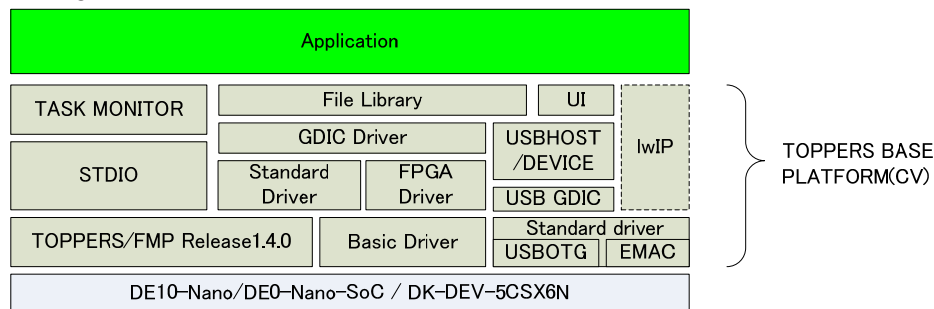 Application
TASK MONITOR
File Library
UI
lwIP
GDIC Driver
USBHOST
/DEVICE
STDIO
Standard
Driver
FPGA
Driver
USB GDIC
TOPPERS/FMP Release1.4.0
Basic Driver
Standard driver
USBOTG
EMAC
DE10-Nano/DE0-Nano-SoC / DK-DEV-5CSX6N
TOPPERS BASE
PLATFORM(CV)